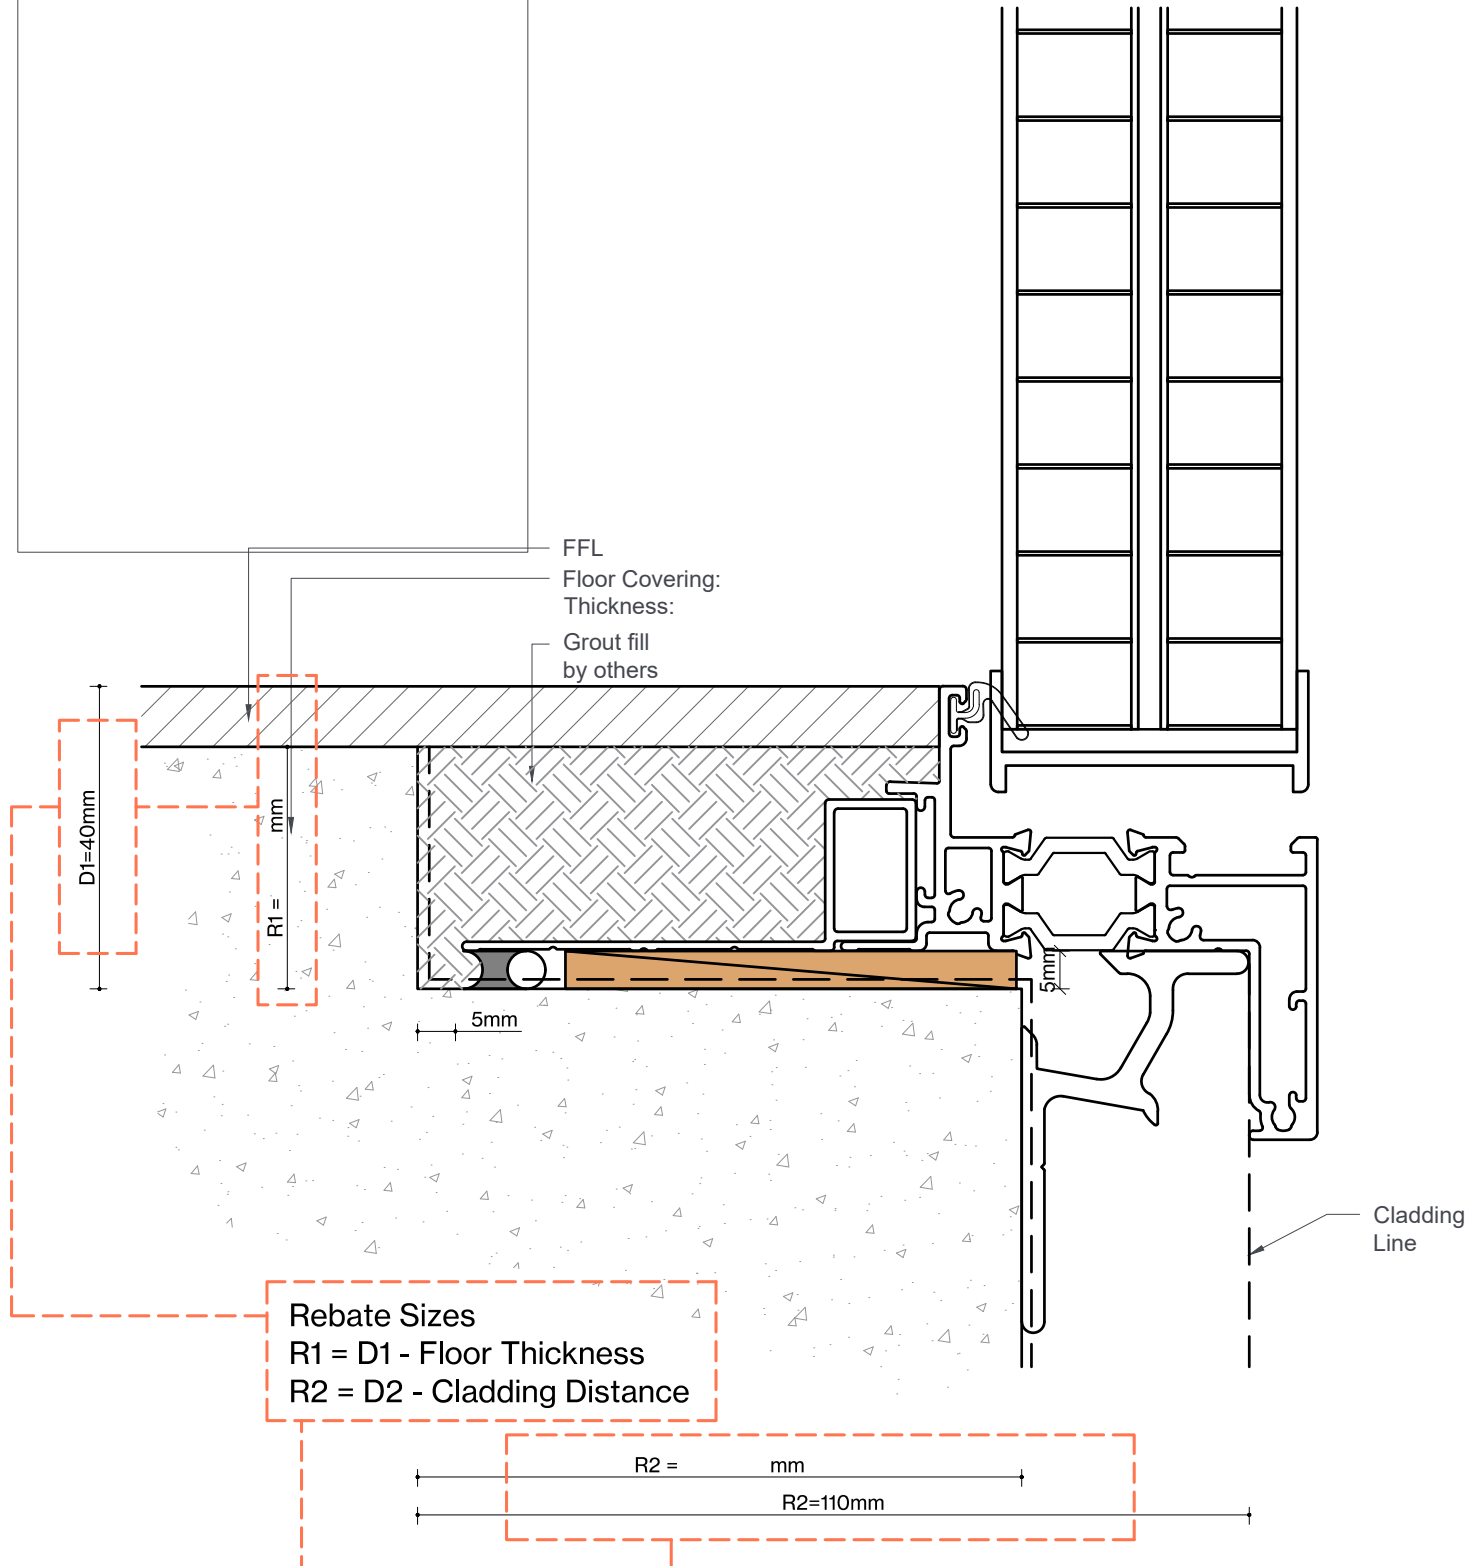 FFL
Floor Covering:
Thickness:
Grout fill
by others
D1=40mm
R1 = mm
5mm
5mm
Cladding
Line
Rebate Sizes
R1 = D1 - Floor Thickness
R2 = D2 - Cladding Distance
R2 = mm
R2=110mm